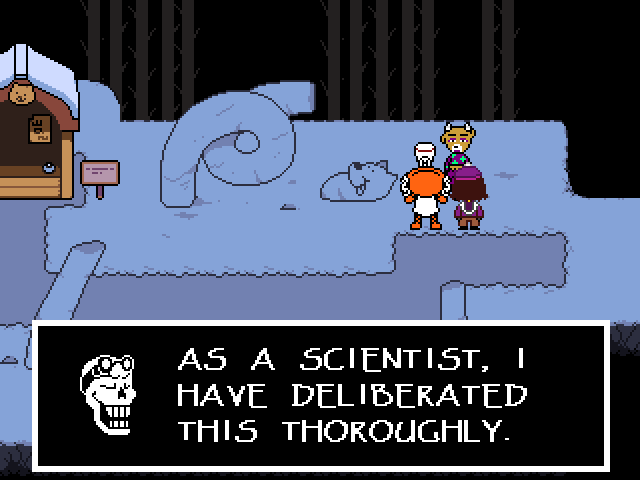 AS A SCIENTIST, I
HAVE DELIBERATED
THIS THOROUGHLY.